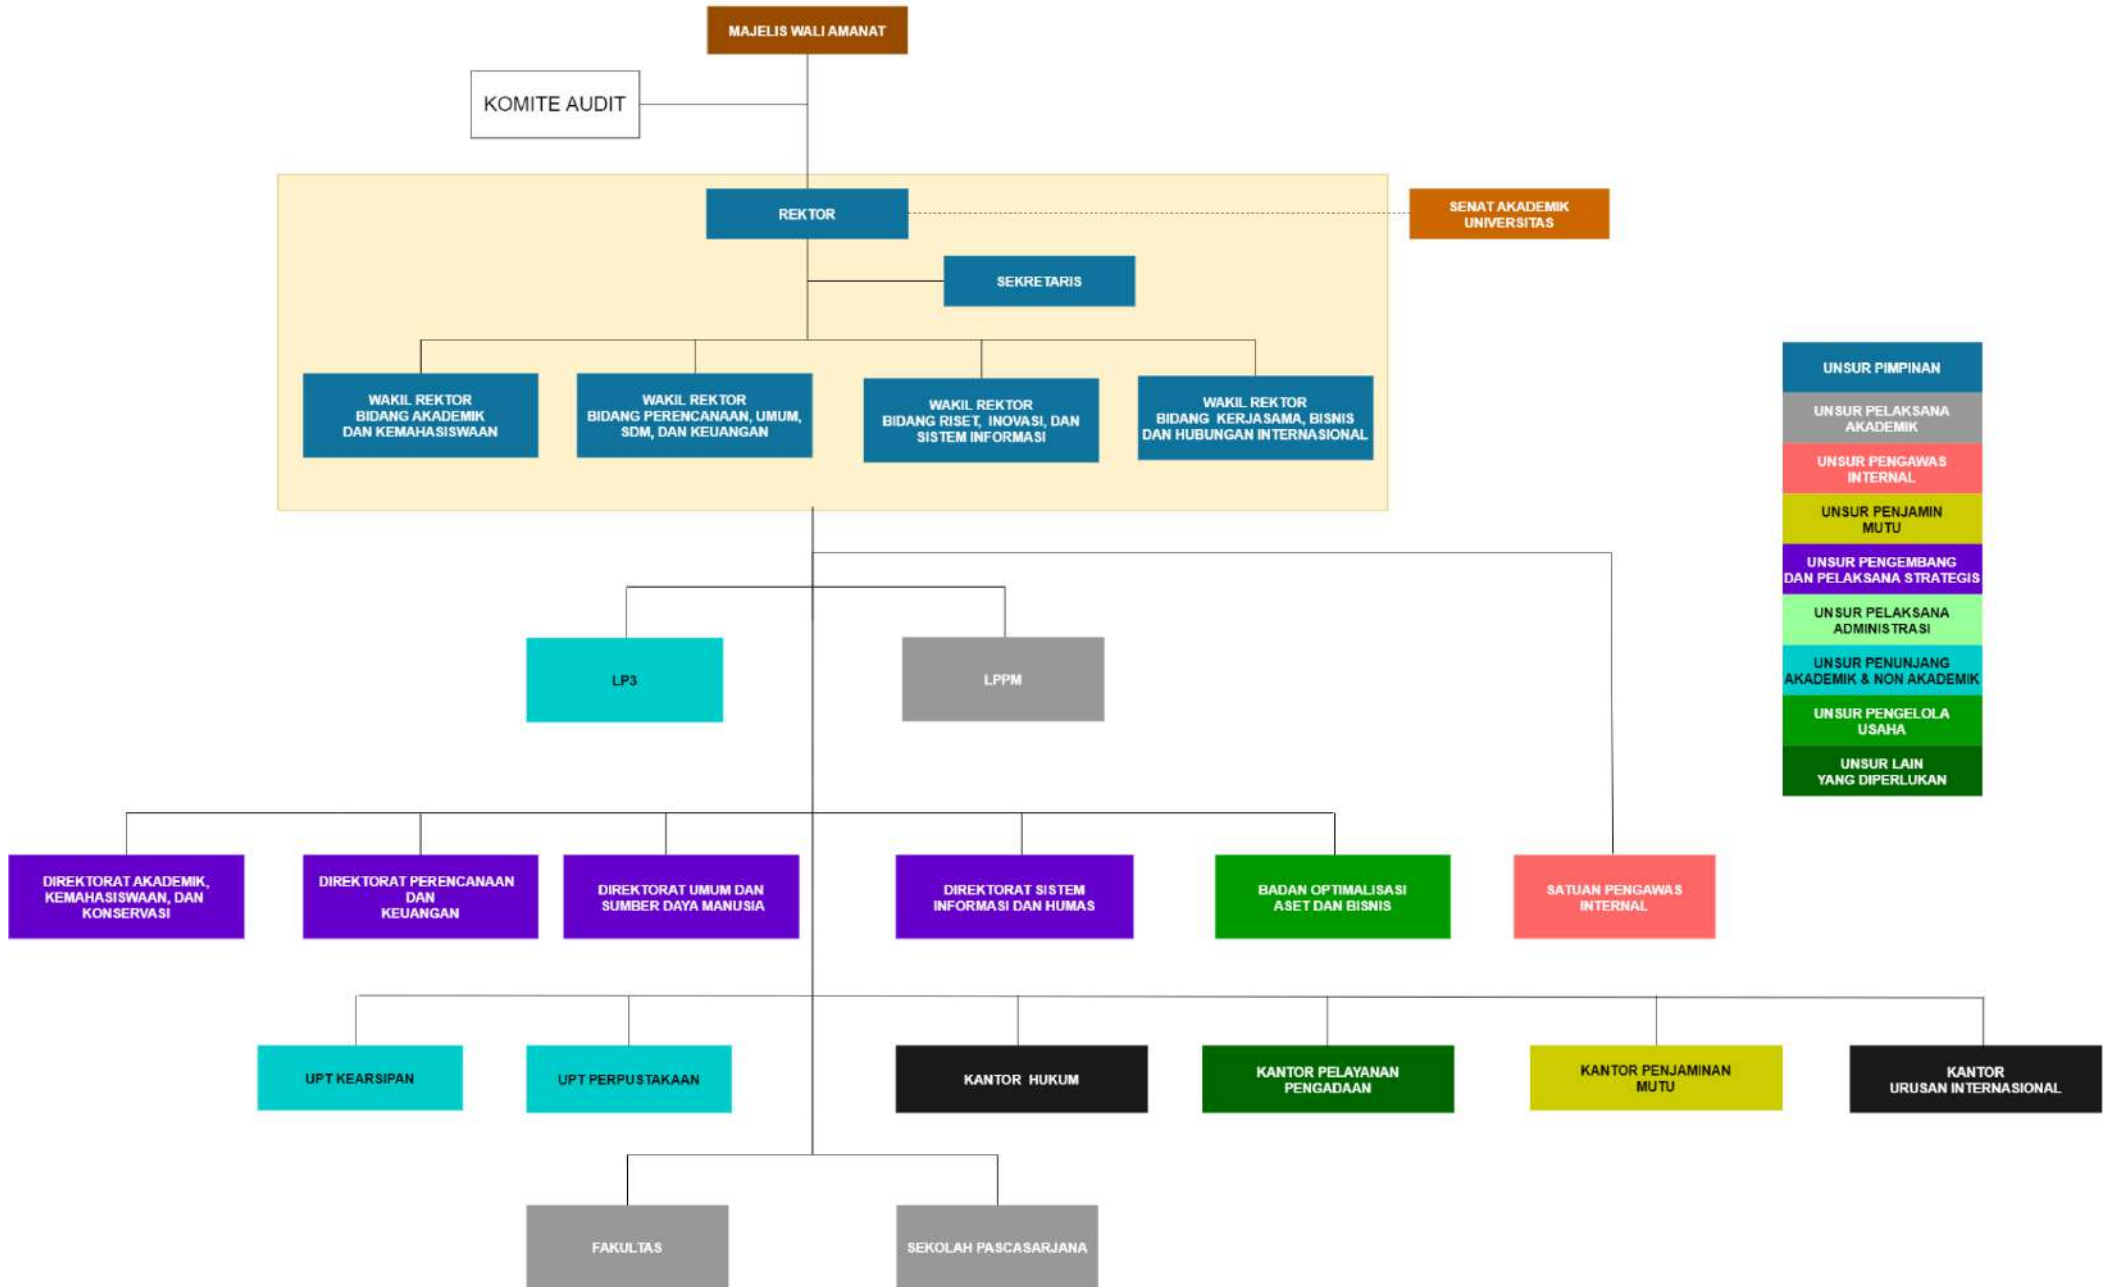 MAJELIS WALI AMANAT
KOMITE AUDIT
REKTOR
SENAT AKADEMIK
UNIVERSITAS
SEKRETARIS
WAKIL REKTOR
BIDANG AKADEMIK
DAN KEMAHASISWAAN
WAKIL REKTOR
BIDANG PERENCANAAN, UMUM,
SDM, DAN KEUANGAN
WAKIL REKTOR
BIDANG RISET, INOVASI, DAN
SISTEM INFORMASI
WAKIL REKTOR
BIDANG KERJASAMA, BISNIS
DAN HUBUNGAN INTERNASIONAL
UNSUR PIMPINAN
UNSUR PELAKSANA
AKADEMIK
UNSUR PENGAWAS
INTERNAL
UNSUR PENJAMIN
MUTU
UNSUR PENGEMBANG
DAN PELAKSANA STRATEGIS
UNSUR PELAKSANA
ADMINISTRASI
UNSUR PENUNJANG
AKADEMIK & NON AKADEMIK
UNSUR PENGELOLA
USAHA
UNSUR LAIN
YANG DIPERLUKAN
LP3
LPPM
DIREKTORAT AKADEMIK,
KEMAHASISWAAN, DAN
KONSERVASI
DIREKTORAT PERENCANAAN
DAN
KEUANGAN
DIREKTORAT UMUM DAN
SUMBER DAYA MANUSIA
DIREKTORAT SISTEM
INFORMASI DAN HUMAS
BADAN OPTIMALISASI
ASET DAN BISNIS
SATUAN PENGAWAS
INTERNAL
UPT KEARSIPAN
UPT PERPUSTAKAAN
KANTOR HUKUM
KANTOR PELAYANAN
PENGADAAN
KANTOR PENJAMINAN
MUTU
KANTOR
URUSAN INTERNASIONAL
FAKULTAS
SEKOLAH PASCASARJANA